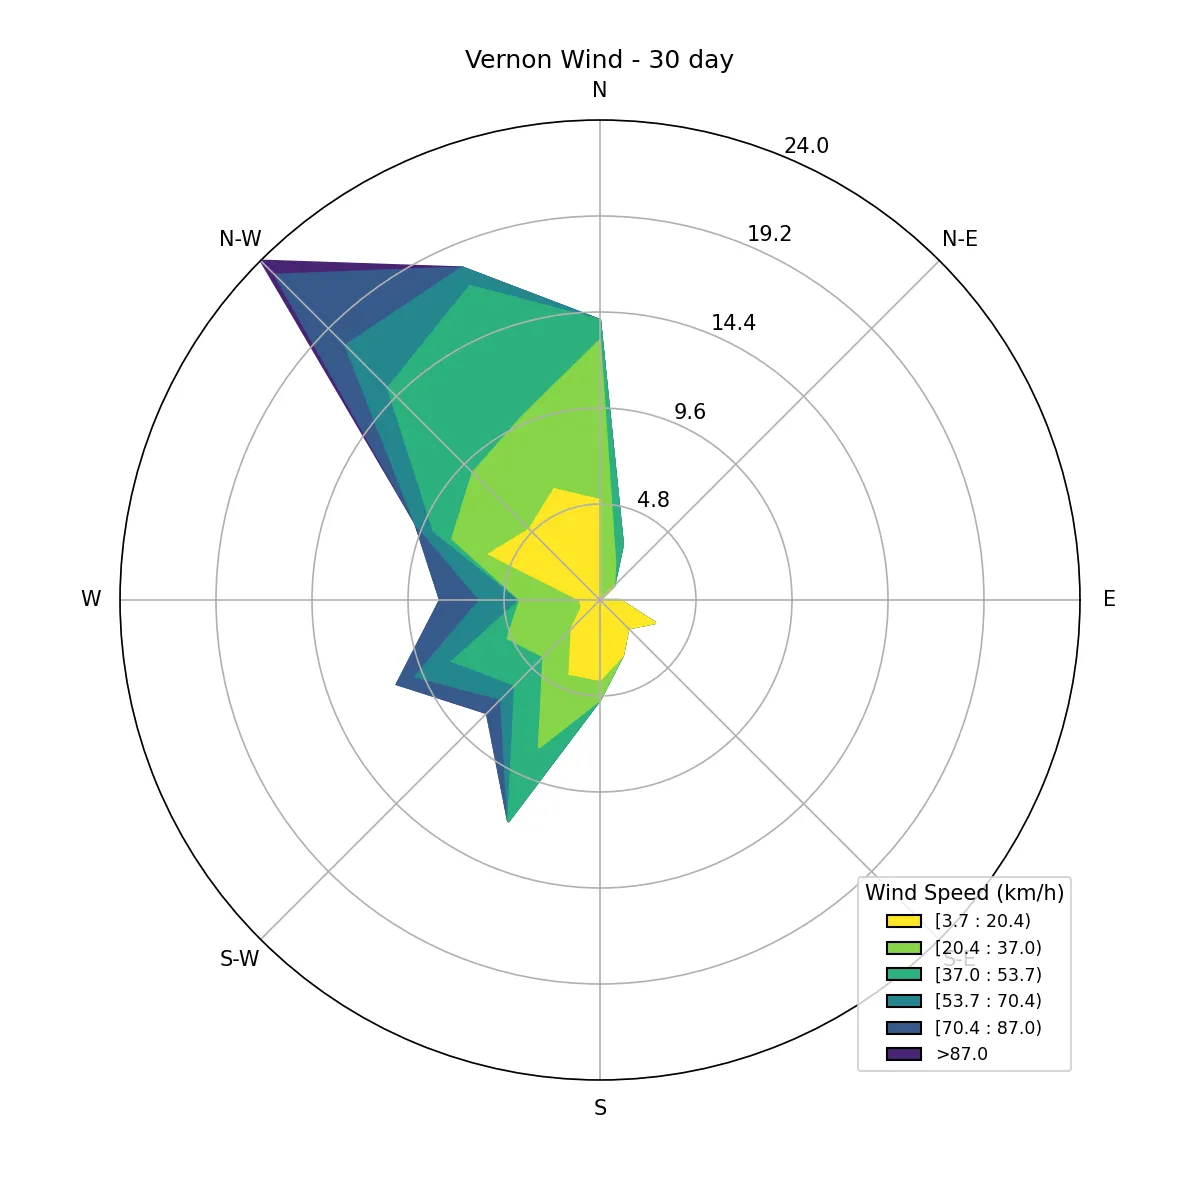 Vernon Wind - 30 day
N
24.0
19.2
N-W
N-E
14.4
9.6
4.8
W
E
Wind Speed (km/h)
[3.7 : 20.4)
[20.4 : 37.0)
S-W
S-E
[37.0 : 53.7)
[53.7 : 70.4)
[70.4 : 87.0)
>87.0
S